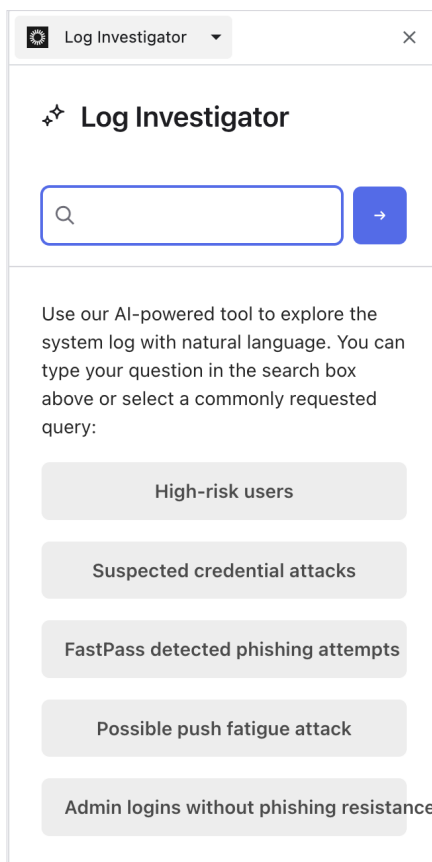 Log Investigator
Log Investigator
Use our AI-powered tool to explore the
system log with natural language. You can
type your question in the search box
above or select a commonly requested
query:
High-risk users
Suspected credential attacks
FastPass detected phishing attempts
Possible push fatigue attack
Admin logins without phishing resistance